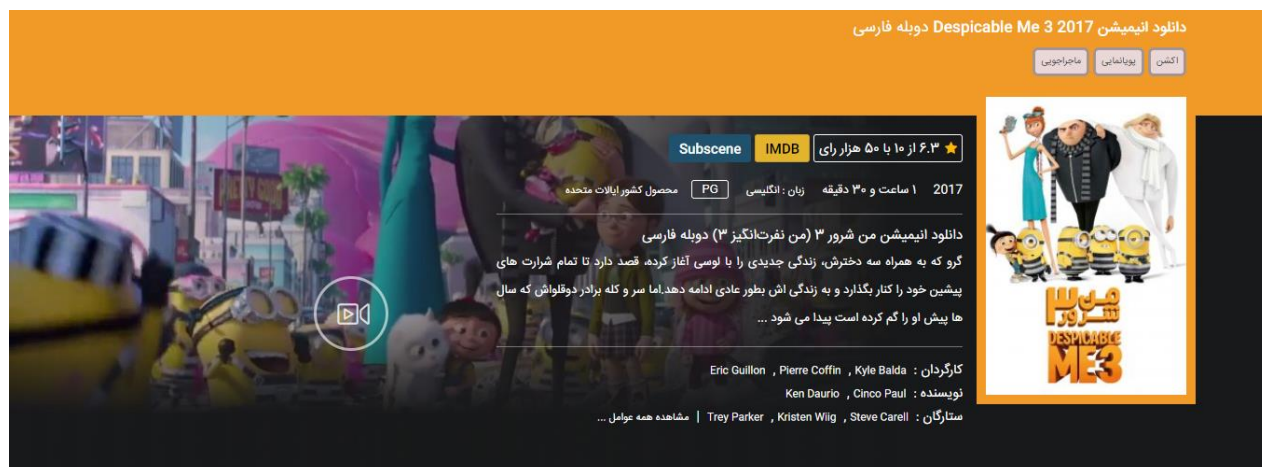 دانلود انیمیشن Despicable Me 3 2017 دوبله فارسی
اکشن پویانمایی ماجراجویی
۶.۳ از ۱۰ با ۵۰ هزار رای IMDB Subscene
2017 ۱ ساعت و ۳۰ دقیقه زبان : انگلیسی PG محصول کشور ایالات متحده
دانلود انیمیشن من شرور ۳ (من نفرت‌انگیز ۳) دوبله فارسی
گرو که به همراه سه دخترش، زندگی جدیدی را با لوسی آغاز کرده، قصد دارد تا تمام شرارت های
پیشین خود را کنار بگذارد و به زندگی اش بطور عادی ادامه دهد.اما سر و کله برادر دوقلواش که سال
ها پیش او را گم کرده است پیدا می شود ...
کارگردان : Eric Guillon , Pierre Coffin , Kyle Balda
نویسنده : Ken Daurio , Cinco Paul
ستارگان : Trey Parker , Kristen Wiig , Steve Carell | مشاهده همه عوامل ...
من
شرور ۳
DESPICABLE
ME3